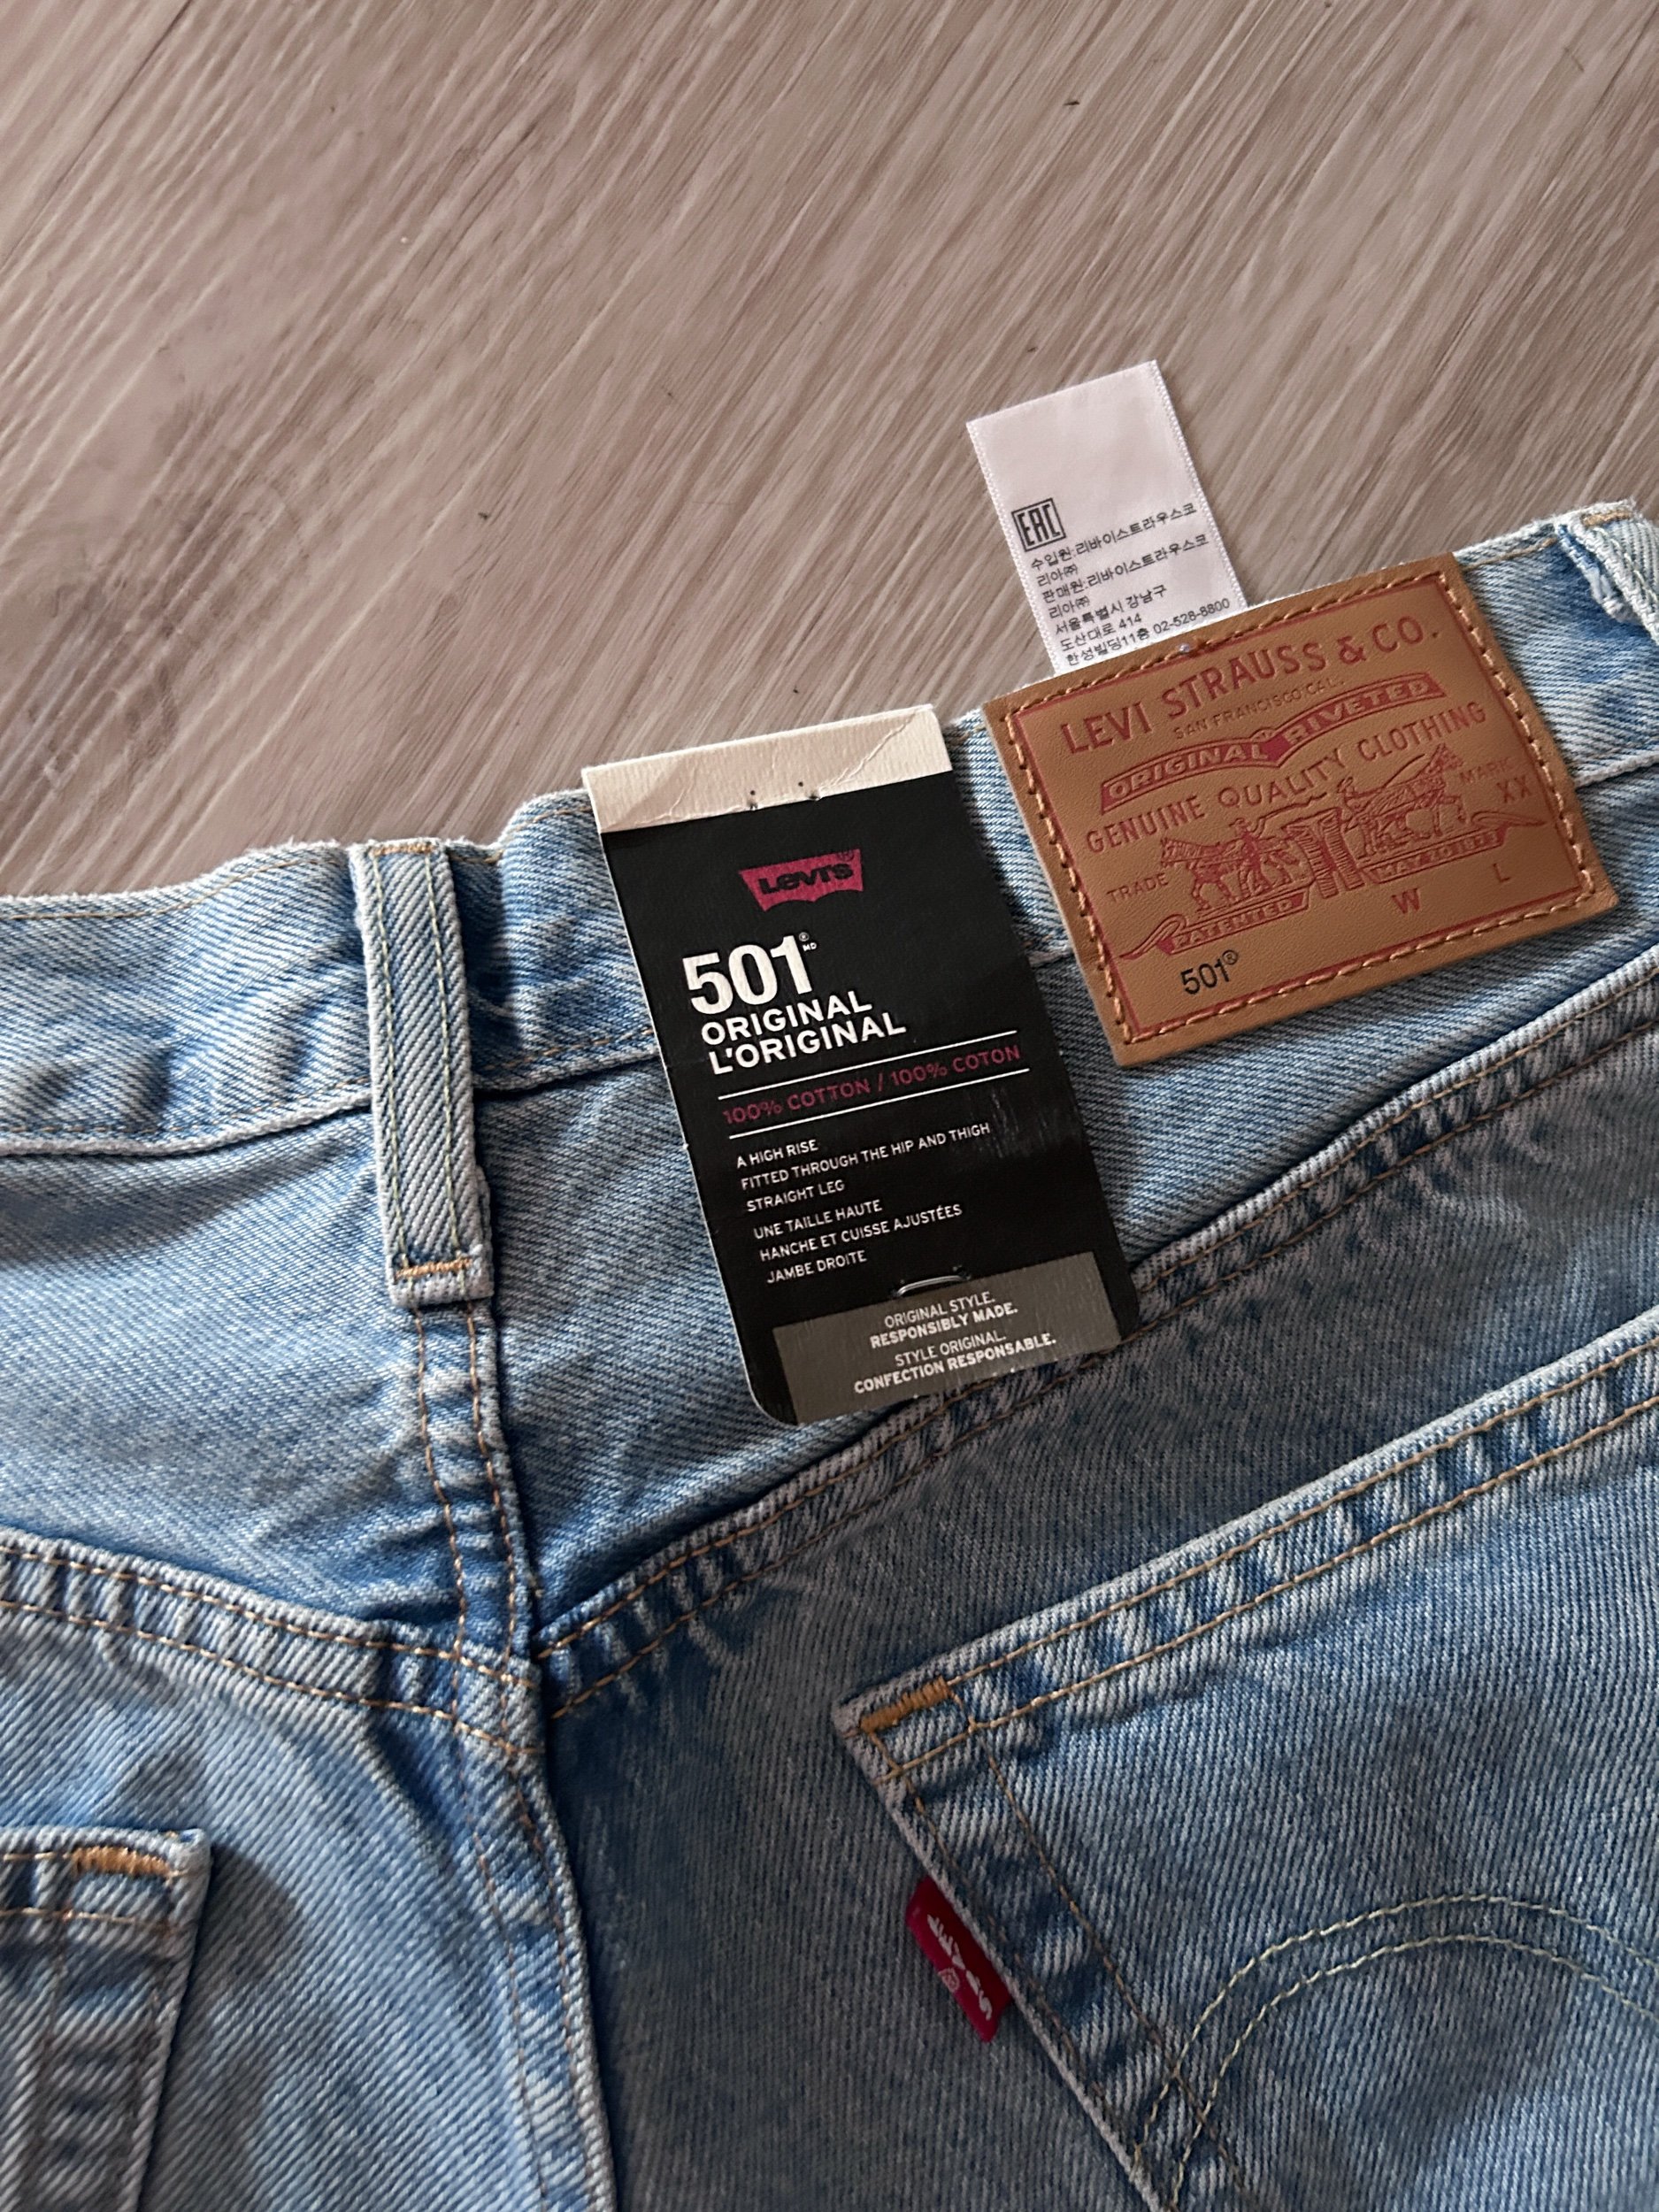 EAC
수입원:리바이스트라우스코
리아㈜
판매원:리바이스트라우스코
리아㈜
서울특별시 강남구
도산대로 414
한성빌딩11층 02-528-8800
LEVI STRAUSS & CO.
SAN FRANCISCO CAL.
ORIGINAL RIVETED
GENUINE QUALITY CLOTHING
TRADE MARK
XX
PATENTED MAY 20 1873
W L
501®
Levi's®
501®MD
ORIGINAL
L'ORIGINAL
100% COTTON / 100% COTON
A HIGH RISE
FITTED THROUGH THE HIP AND THIGH
STRAIGHT LEG
UNE TAILLE HAUTE
HANCHE ET CUISSE AJUSTÉES
JAMBE DROITE
ORIGINAL STYLE.
RESPONSIBLY MADE.
STYLE ORIGINAL.
CONFECTION RESPONSABLE.
LEVI'S
®